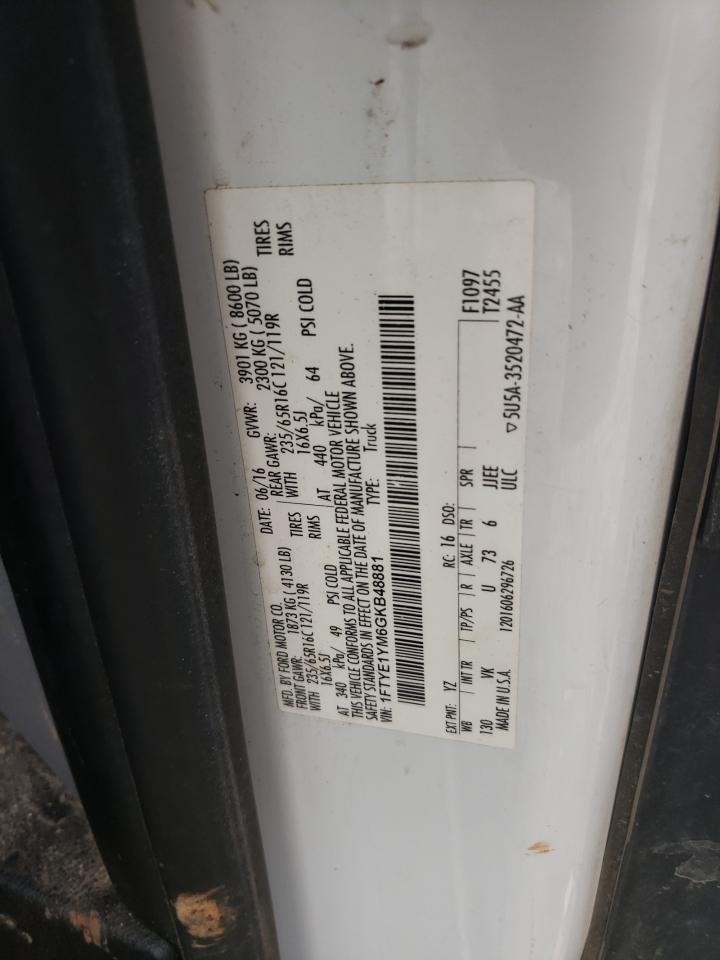 MFD. BY FORD MOTOR CO.
DATE: 06/16 GVWR: 3901 KG ( 8600 LB)
FRONT GAWR: 1873 KG ( 4130 LB) REAR GAWR: 2300 KG ( 5070 LB)
WITH 235/65R16C 121/119R TIRES WITH 235/65R16C 121/119R TIRES
16X6.5J RIMS 16X6.5J RIMS
AT 340 kPa/ 49 PSI COLD AT 440 kPa/ 64 PSI COLD
THIS VEHICLE CONFORMS TO ALL APPLICABLE FEDERAL MOTOR VEHICLE
SAFETY STANDARDS IN EFFECT ON THE DATE OF MANUFACTURE SHOWN ABOVE.
VIN: 1FTYE1YM6GKB48881 TYPE: Truck
EXT PNT: YZ RC: 16 DSO:
WB INT TR TP/PS R AXLE TR SPR F1097
130 VK U 73 6 JJEE T2455
MADE IN U.S.A. 1201606296726 ULC ▽5U5A-3520472-AA